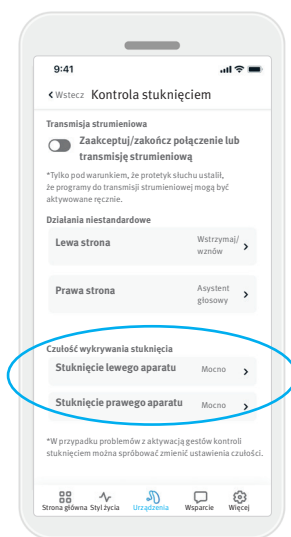 9:41
Wstecz Kontrola stuknięciem
Transmisja strumieniowa
Zaakceptuj/zakończ połączenie lub
transmisję strumieniową
*Tylko pod warunkiem, że protetyk słuchu ustalił,
że programy do transmisji strumieniowej mogą być
aktywowane ręcznie.
Działania niestandardowe
Lewa strona Wstrzymaj/
wznów
Prawa strona Asystent
głosowy
Czułość wykrywania stuknięcia
Stuknięcie lewego aparatu Mocno
Stuknięcie prawego aparatu Mocno
*W przypadku problemów z aktywacją gestów kontroli
stuknięciem można spróbować zmienić ustawienia czułości.
Strona główna Styl życia Urządzenia Wsparcie Więcej